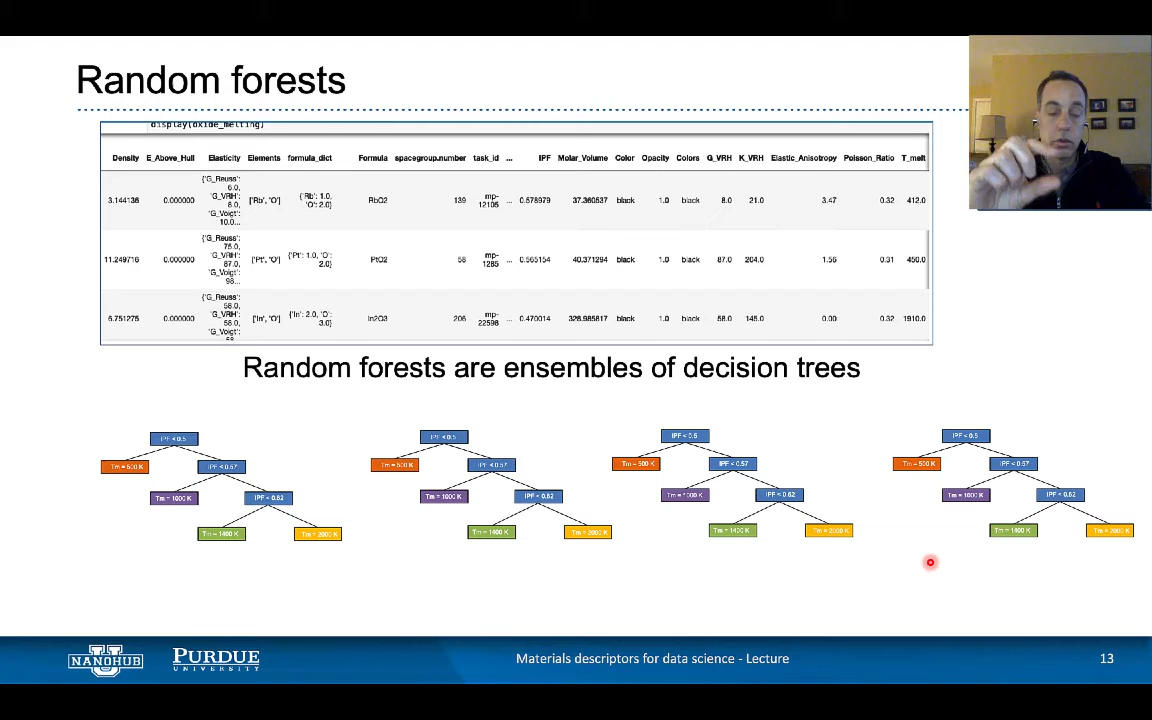 Random forests
display(oxide_melting)
Density E_Above_Hull Elasticity Elements formula_dict Formula spacegroup.number task_id ... IPF Molar_Volume Color Opacity Colors G_VRH K_VRH Elastic_Anisotropy Poisson_Ratio T_melt
{'G_Reuss':
6.0,
'G_VRH':
8.0,
'G_Voigt':
10.0...
3.144136 0.000000 ['Rb', 'O'] {'Rb': 1.0, 'O': 2.0} RbO2 139 mp-12105 ... 0.578979 37.360537 black 1.0 black 8.0 21.0 3.47 0.32 412.0
{'G_Reuss':
75.0,
'G_VRH':
87.0,
'G_Voigt':
98...
11.249716 0.000000 ['Pt', 'O'] {'Pt': 1.0, 'O': 2.0} PtO2 58 mp-1285 ... 0.565154 40.371294 black 1.0 black 87.0 204.0 1.56 0.31 450.0
{'G_Reuss':
58.0,
'G_VRH':
58.0,
'G_Voigt':
58
6.751275 0.000000 ['In', 'O'] {'In': 2.0, 'O': 3.0} In2O3 206 mp-22598 ... 0.470014 328.985817 black 1.0 black 58.0 145.0 0.00 0.32 1910.0
Random forests are ensembles of decision trees
IPF < 0.5
Tm = 500 K IPF < 0.57
Tm = 1000 K IPF < 0.62
Tm = 1400 K Tm = 2000 K
IPF < 0.5
Tm = 500 K IPF < 0.57
Tm = 1000 K IPF < 0.62
Tm = 1400 K Tm = 2000 K
IPF < 0.5
Tm = 500 K IPF < 0.57
Tm = 1000 K IPF < 0.62
Tm = 1400 K Tm = 2000 K
IPF < 0.5
Tm = 500 K IPF < 0.57
Tm = 1000 K IPF < 0.62
Tm = 1400 K Tm = 2000 K
NANOHUB
PURDUE
UNIVERSITY
Materials descriptors for data science - Lecture
13